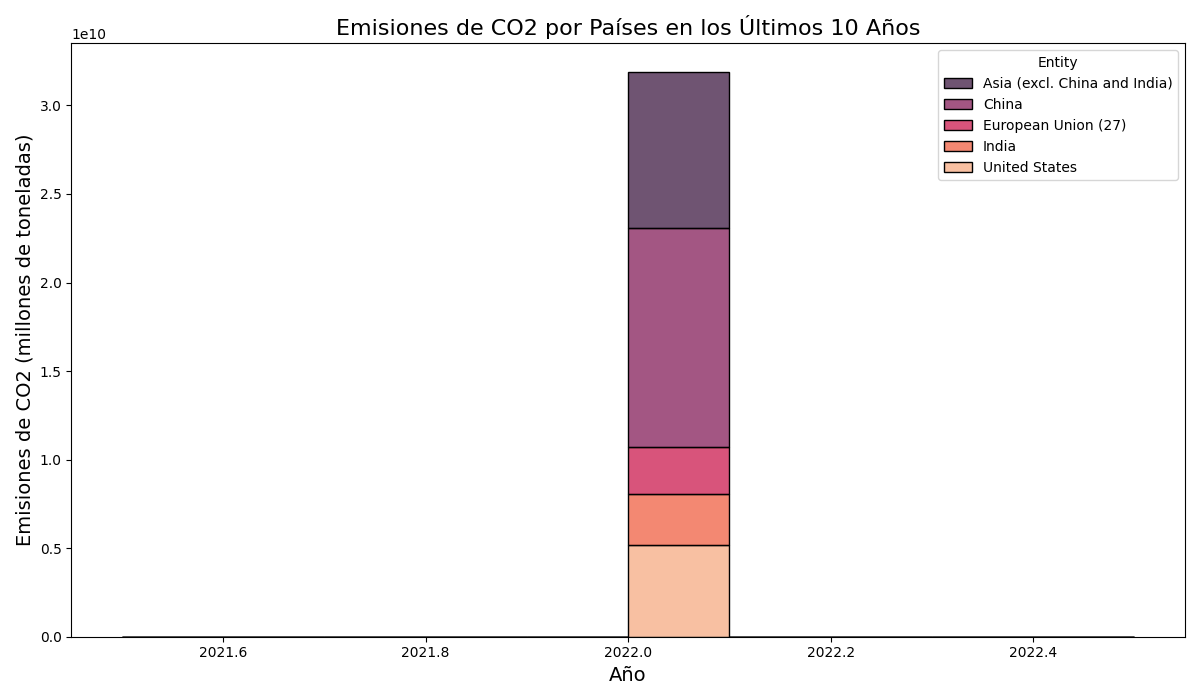 Emisiones de CO2 por Países en los Últimos 10 Años
1e10
Entity
Asia (excl. China and India)
China
European Union (27)
India
United States
Emisiones de CO2 (millones de toneladas)
3.0
2.5
2.0
1.5
1.0
0.5
0.0
2021.6 2021.8 2022.0 2022.2 2022.4
Año